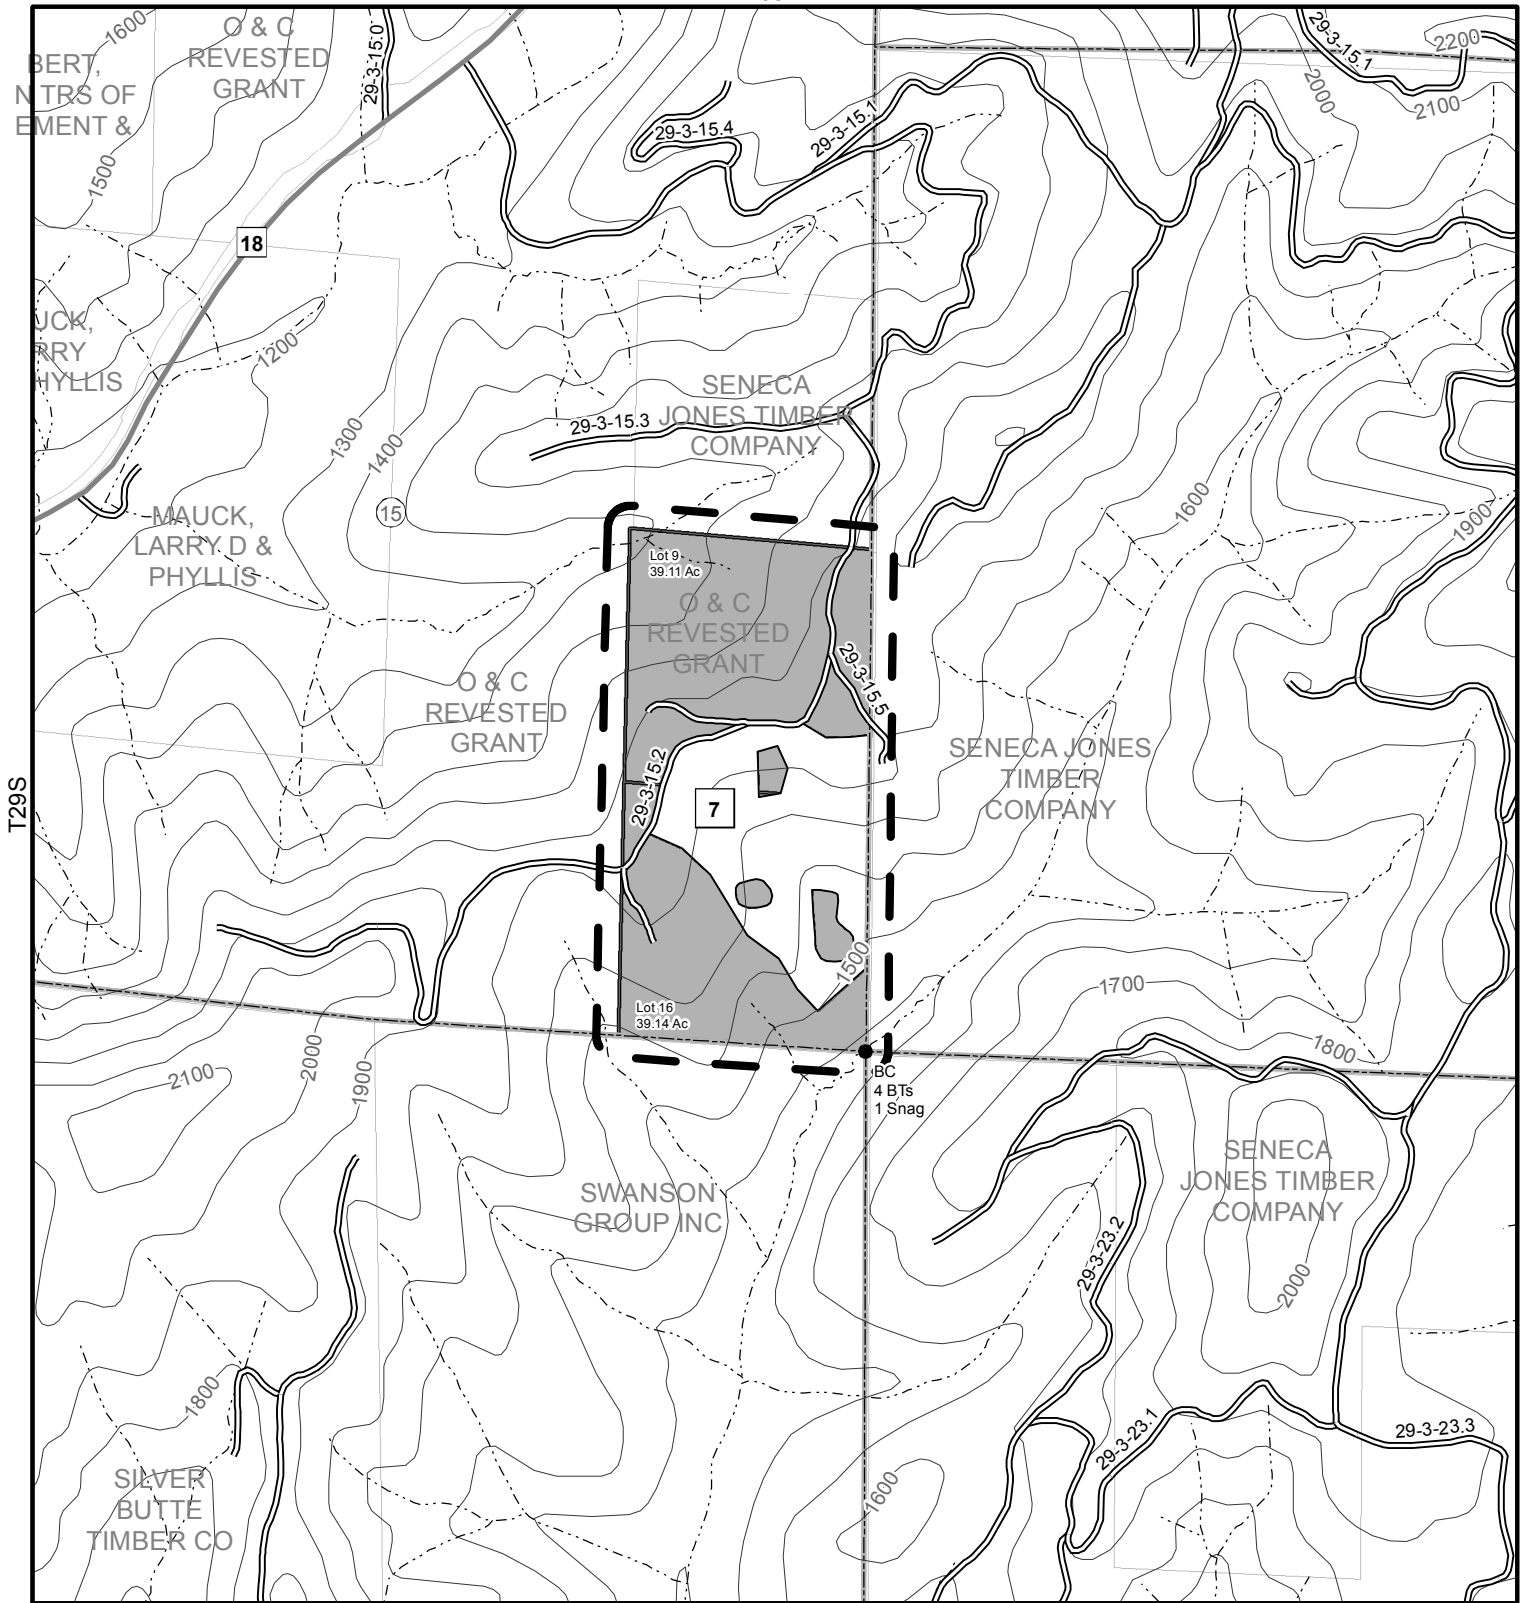 O & C
REVESTED
GRANT
1600
29-3-15.0
BERT,
N TRS OF
EMENT &
1500
29-3-15.4
29-3-15.1
29-3-15.1
2200
2000
2100
18
UCK,
RRY
HYLLIS
1200
1300
1400
SENECA
JONES TIMBER
COMPANY
29-3-15.3
15
MAUCK,
LARRY D &
PHYLLIS
1600
1900
Lot 9
39.11 Ac
O & C
REVESTED
GRANT
29-3-15.5
O & C
REVESTED
GRANT
SENECA JONES
TIMBER
COMPANY
T29S
29-3-15.2
7
1500
1700
Lot 16
39.14 Ac
1800
BC
4 BTs
1 Snag
2100
2000
1900
SWANSON
GROUP INC
SENECA
JONES TIMBER
COMPANY
29-3-23.2
2000
1800
29-3-23.1
29-3-23.3
SILVER
BUTTE
TIMBER CO
1600